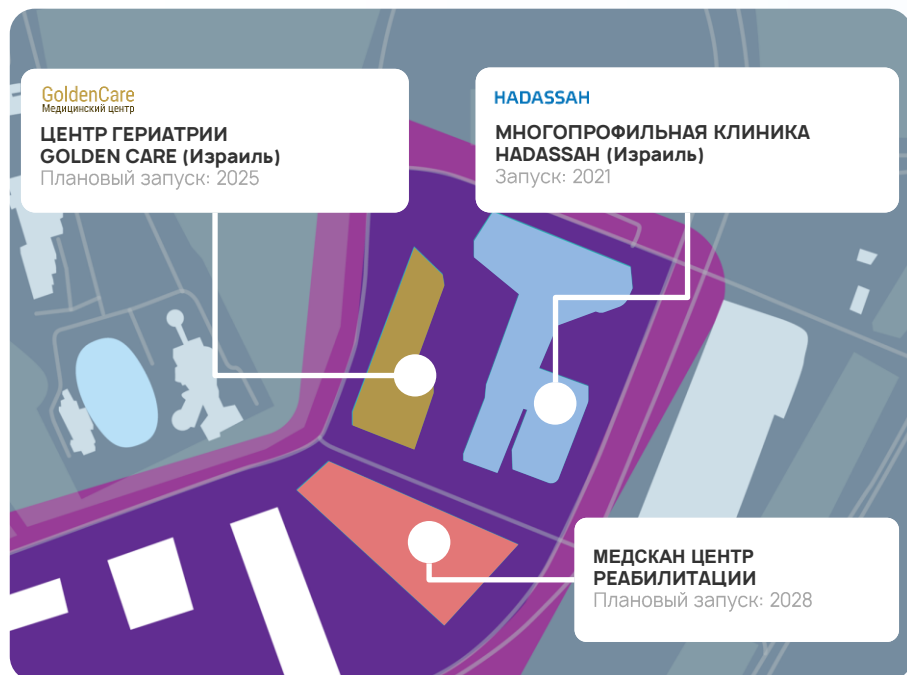 GoldenCare
Медицинский центр
ЦЕНТР ГЕРИАТРИИ
GOLDEN CARE (Израиль)
Плановый запуск: 2025
HADASSAH
МНОГОПРОФИЛЬНАЯ КЛИНИКА
HADASSAH (Израиль)
Запуск: 2021
МЕДСКАН ЦЕНТР
РЕАБИЛИТАЦИИ
Плановый запуск: 2028